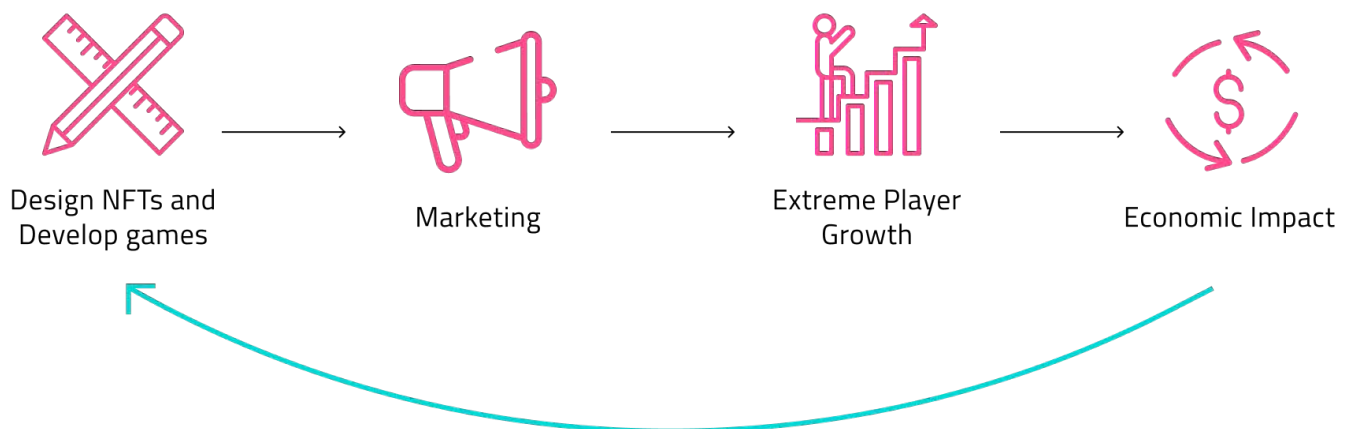 Design NFTs and
Develop games
Marketing
Extreme Player
Growth
Economic Impact